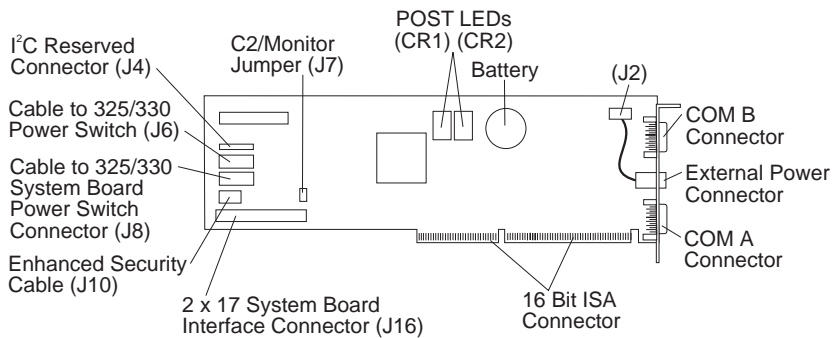 POST LEDs
(CR1) (CR2)
I²C Reserved
Connector (J4)
C2/Monitor
Jumper (J7)
Battery
(J2)
Cable to 325/330
Power Switch (J6)
COM B
Connector
Cable to 325/330
System Board
Power Switch
Connector (J8)
External Power
Connector
COM A
Connector
Enhanced Security
Cable (J10)
2 x 17 System Board
Interface Connector (J16)
16 Bit ISA
Connector